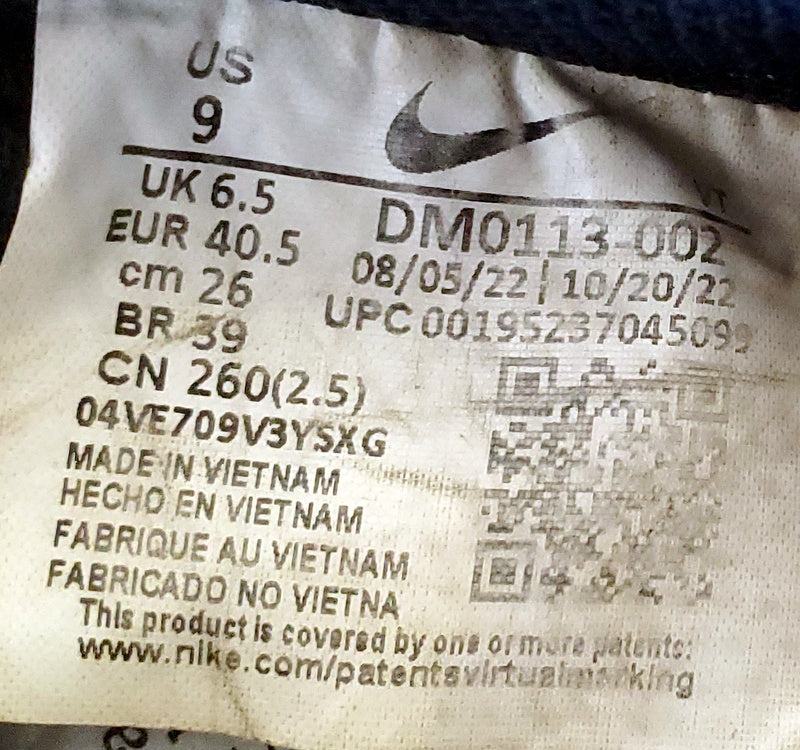 US
9
VT
UK 6.5
DM0113-002
EUR 40.5
08/05/22 | 10/20/22
cm 26
UPC 00195237045099
BR 39
CN 260(2.5)
04VE709V3Y5XG
MADE IN VIETNAM
HECHO EN VIETNAM
FABRIQUE AU VIETNAM
FABRICADO NO VIETNA
This product is covered by one or more patents:
www.nike.com/patentsvirtualmarking